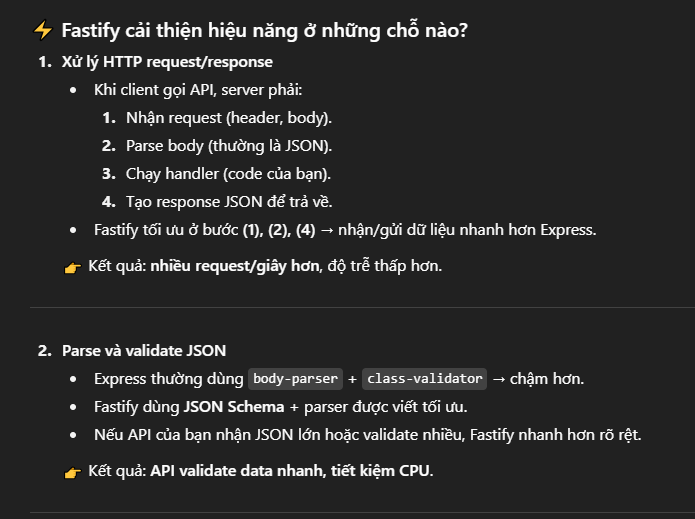 ⚡ Fastify cải thiện hiệu năng ở những chỗ nào?
1. Xử lý HTTP request/response
• Khi client gọi API, server phải:
1. Nhận request (header, body).
2. Parse body (thường là JSON).
3. Chạy handler (code của bạn).
4. Tạo response JSON để trả về.
• Fastify tối ưu ở bước (1), (2), (4) → nhận/gửi dữ liệu nhanh hơn Express.
👉 Kết quả: nhiều request/giây hơn, độ trễ thấp hơn.
2. Parse và validate JSON
• Express thường dùng body-parser + class-validator → chậm hơn.
• Fastify dùng JSON Schema + parser được viết tối ưu.
• Nếu API của bạn nhận JSON lớn hoặc validate nhiều, Fastify nhanh hơn rõ rệt.
👉 Kết quả: API validate data nhanh, tiết kiệm CPU.